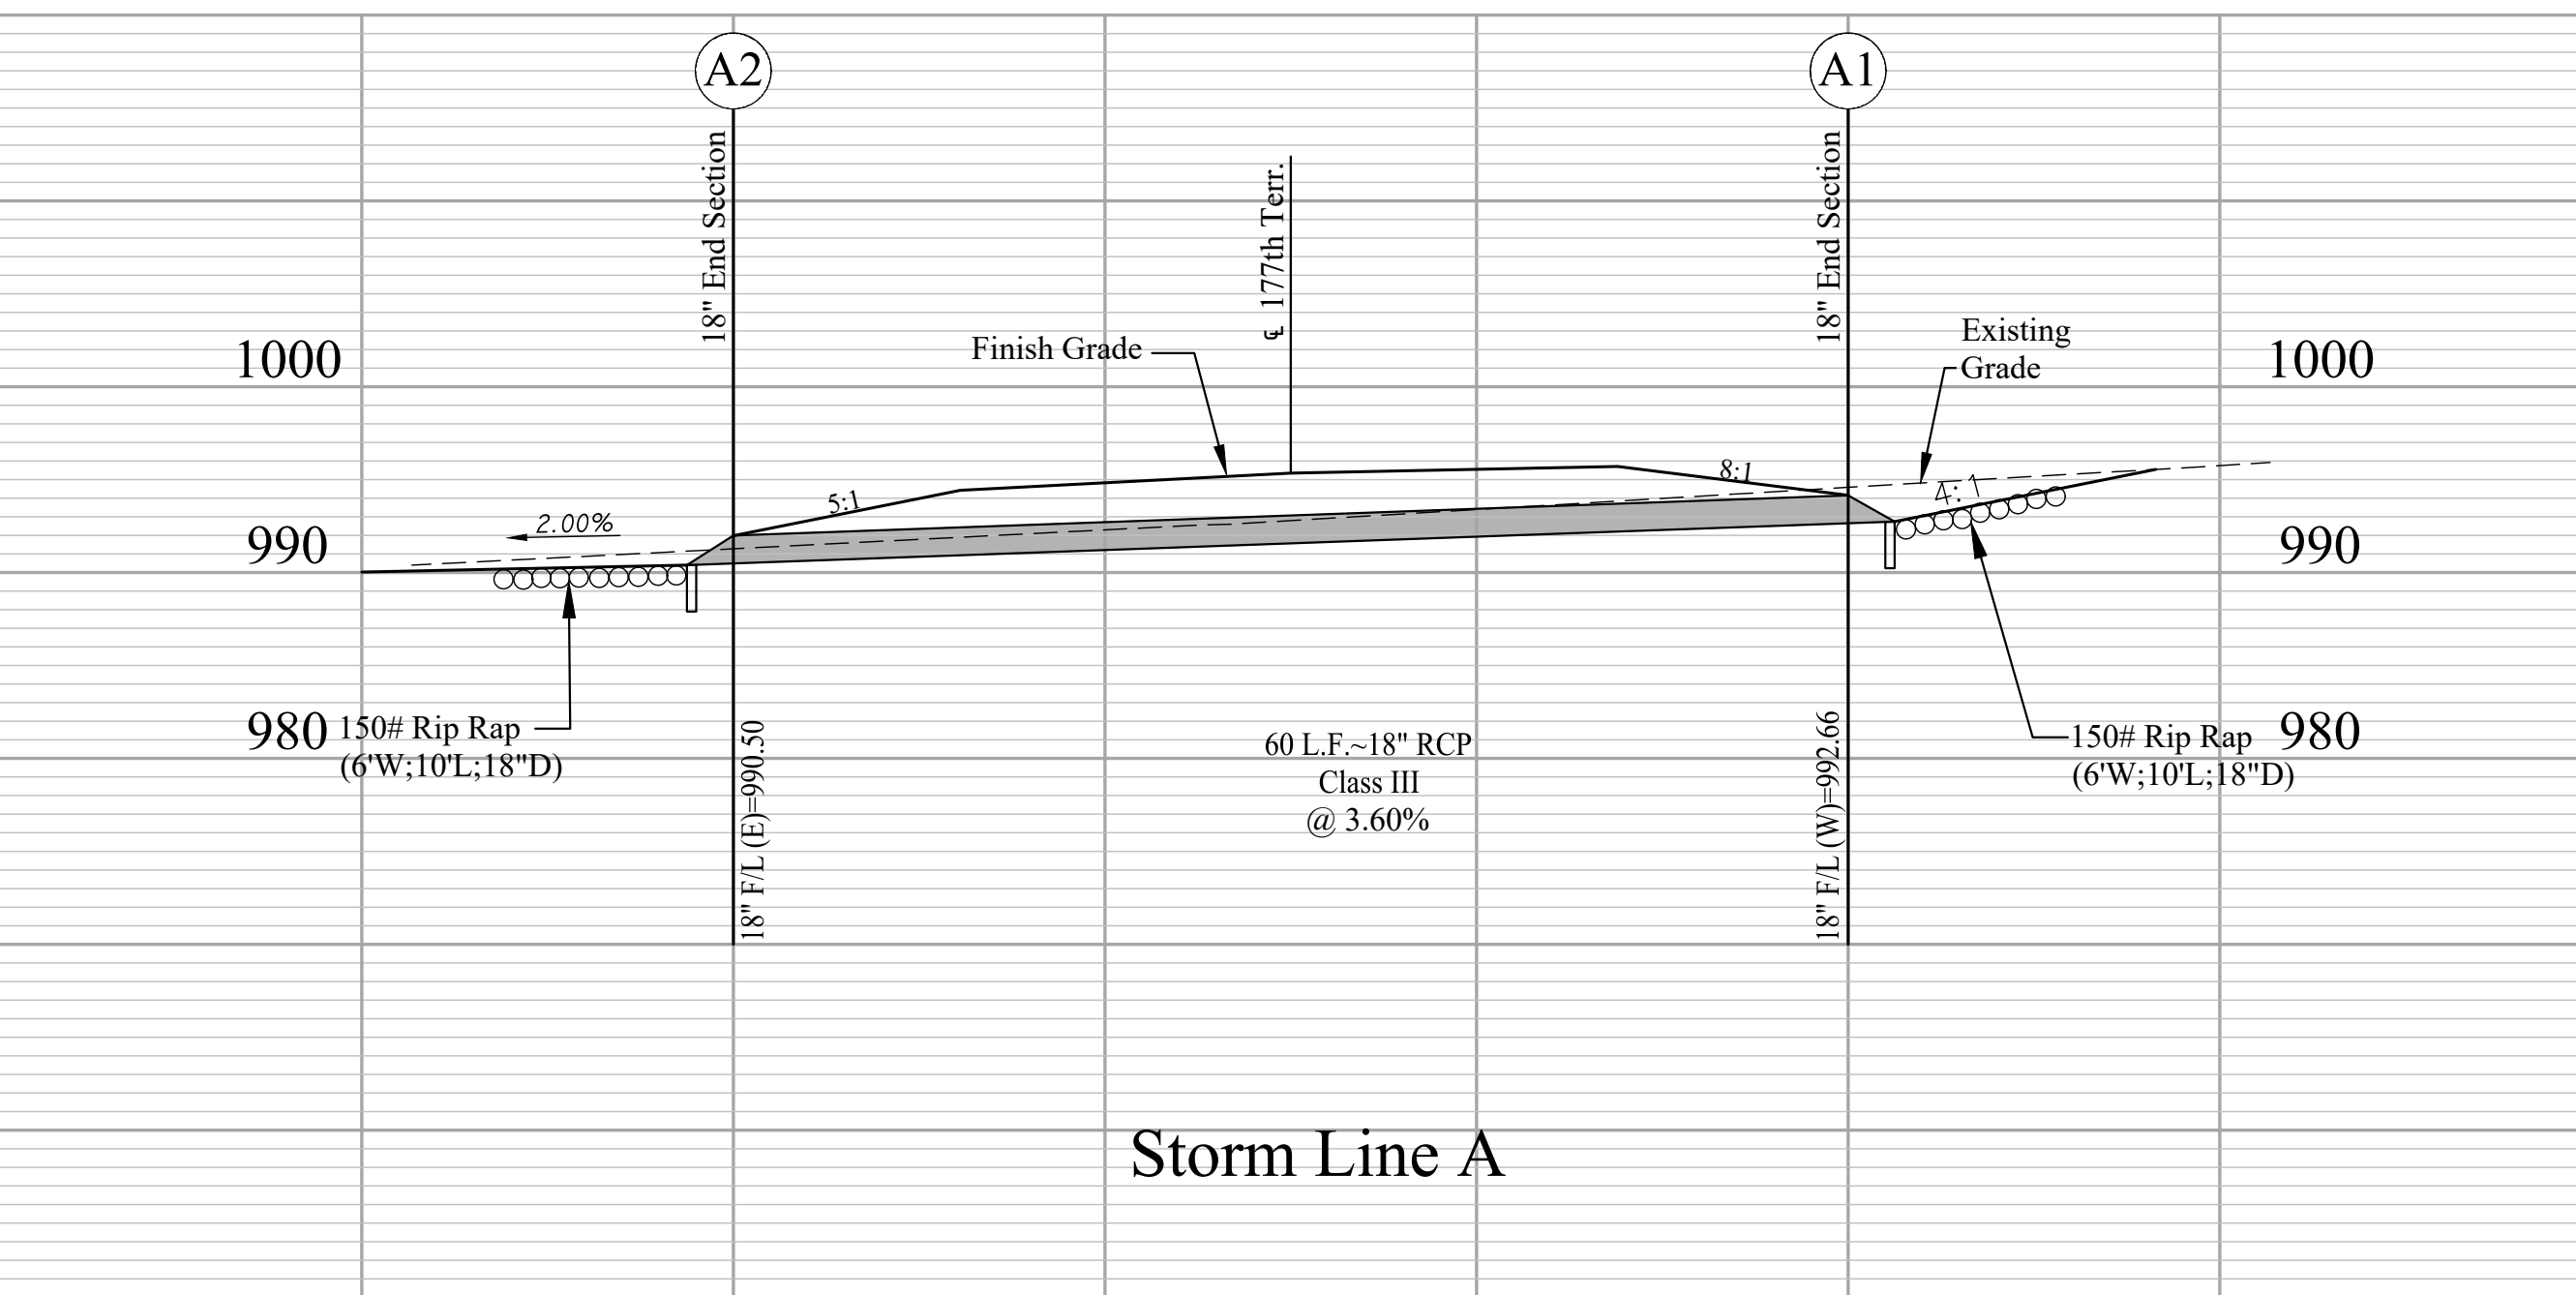 A2
A1
18" End Section
℄ 177th Terr.
18" End Section
Existing
Grade
Finish Grade
1000
1000
8:1
4:1
5:1
2.00%
990
990
980
980
150# Rip Rap
(6'W;10'L;18"D)
18" F/L (E)=990.50
60 L.F.~18" RCP
Class III
@ 3.60%
18" F/L (W)=992.66
150# Rip Rap
(6'W;10'L;18"D)
Storm Line A